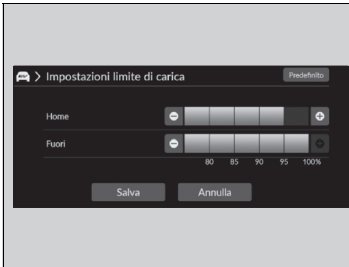 > Impostazioni limite di carica
Predefinito
Home
Fuori
80 85 90 95 100%
Salva
Annulla